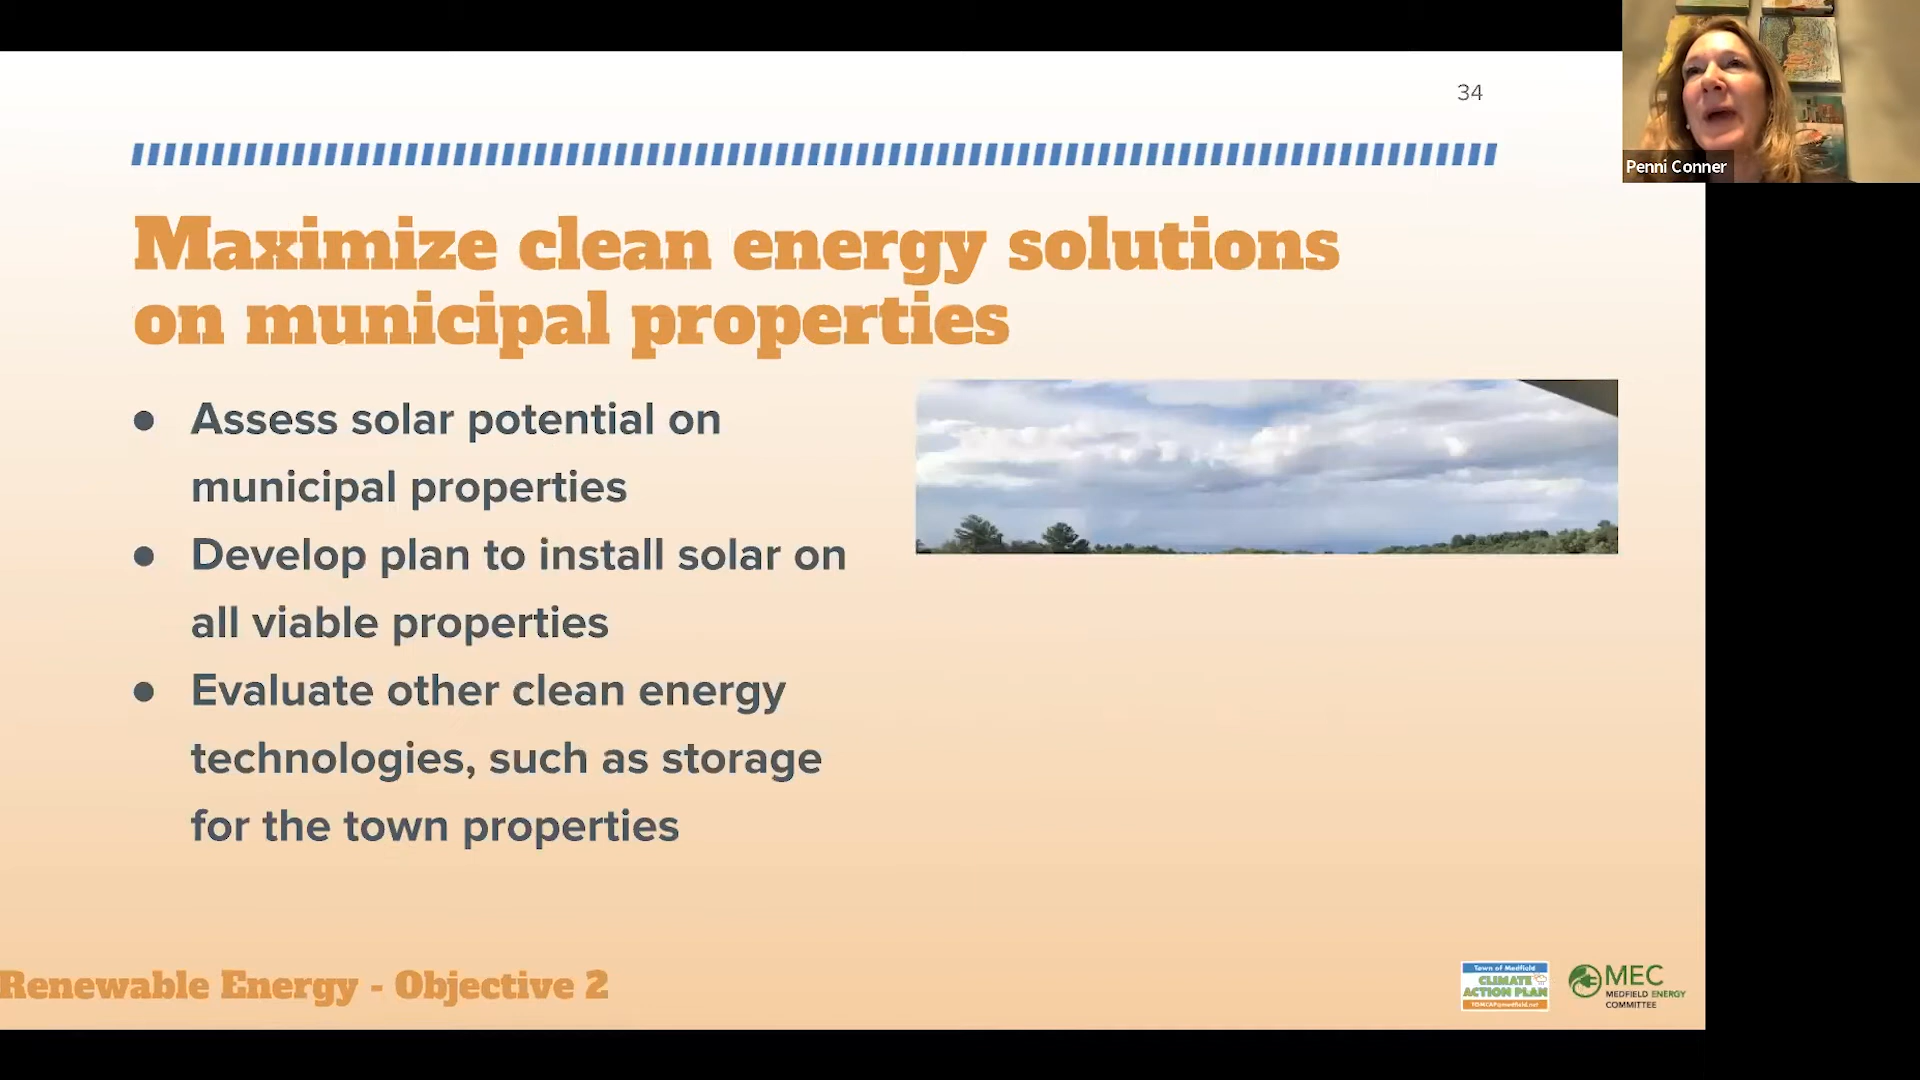 34
Penni Conner
Maximize clean energy solutions
on municipal properties
● Assess solar potential on
municipal properties
● Develop plan to install solar on
all viable properties
● Evaluate other clean energy
technologies, such as storage
for the town properties
Renewable Energy - Objective 2
Town of Medfield
CLIMATE
ACTION PLAN
TOMCAP@medfield.net
MEC
MEDFIELD ENERGY
COMMITTEE